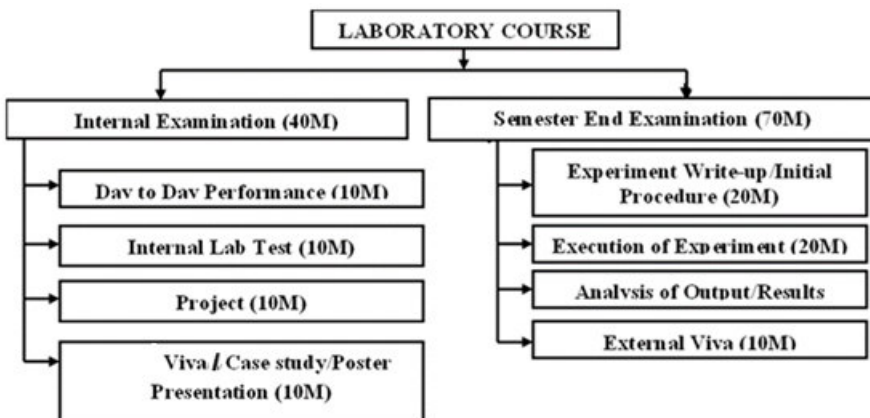 LABORATORY COURSE
Internal Examination (40M)
Day to Day Performance (10M)
Internal Lab Test (10M)
Project (10M)
Viva / Case study/Poster
Presentation (10M)
Semester End Examination (70M)
Experiment Write-up/Initial
Procedure (20M)
Execution of Experiment (20M)
Analysis of Output/Results
External Viva (10M)